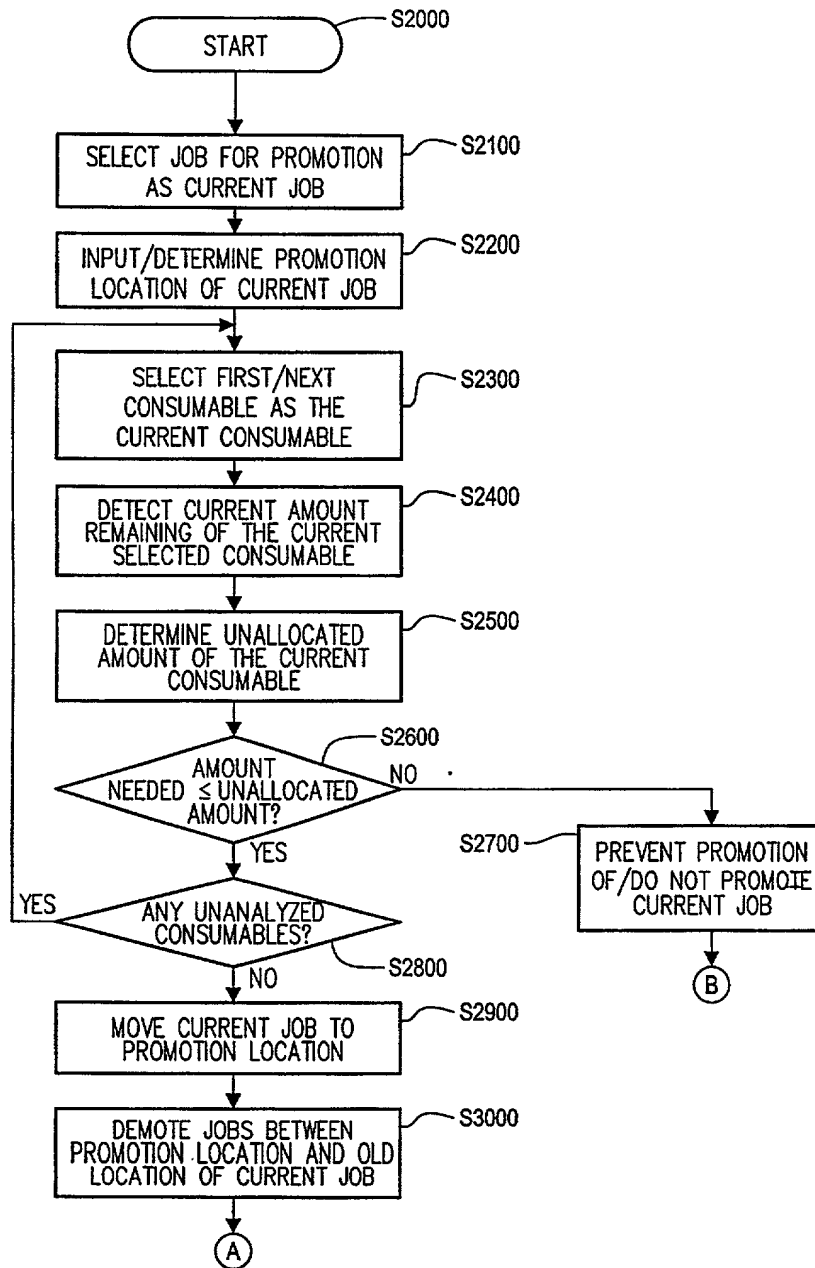 START
S2000
SELECT JOB FOR PROMOTION
AS CURRENT JOB
S2100
INPUT/DETERMINE PROMOTION
LOCATION OF CURRENT JOB
S2200
SELECT FIRST/NEXT
CONSUMABLE AS THE
CURRENT CONSUMABLE
S2300
DETECT CURRENT AMOUNT
REMAINING OF THE CURRENT
SELECTED CONSUMABLE
S2400
DETERMINE UNALLOCATED
AMOUNT OF THE CURRENT
CONSUMABLE
S2500
AMOUNT
NEEDED ≤ UNALLOCATED
AMOUNT?
S2600
NO
YES
S2700
PREVENT PROMOTION
OF/DO NOT PROMOTE
CURRENT JOB
B
YES
ANY UNANALYZED
CONSUMABLES?
S2800
NO
MOVE CURRENT JOB TO
PROMOTION LOCATION
S2900
DEMOTE JOBS BETWEEN
PROMOTION LOCATION AND OLD
LOCATION OF CURRENT JOB
S3000
A